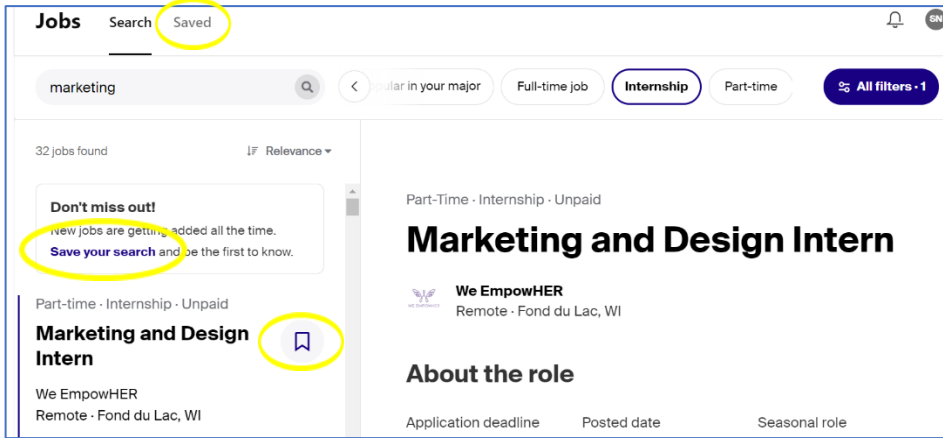 Jobs Search Saved
SN
marketing
ular in your major Full-time job Internship Part-time All filters · 1
32 jobs found Relevance
Don't miss out!
New jobs are getting added all the time.
Save your search and be the first to know.
Part-time · Internship · Unpaid
Marketing and Design
Intern
We EmpowHER
Remote · Fond du Lac, WI
Part-Time · Internship · Unpaid
Marketing and Design Intern
WE EMPOWHER
We EmpowHER
Remote · Fond du Lac, WI
About the role
Application deadline Posted date Seasonal role